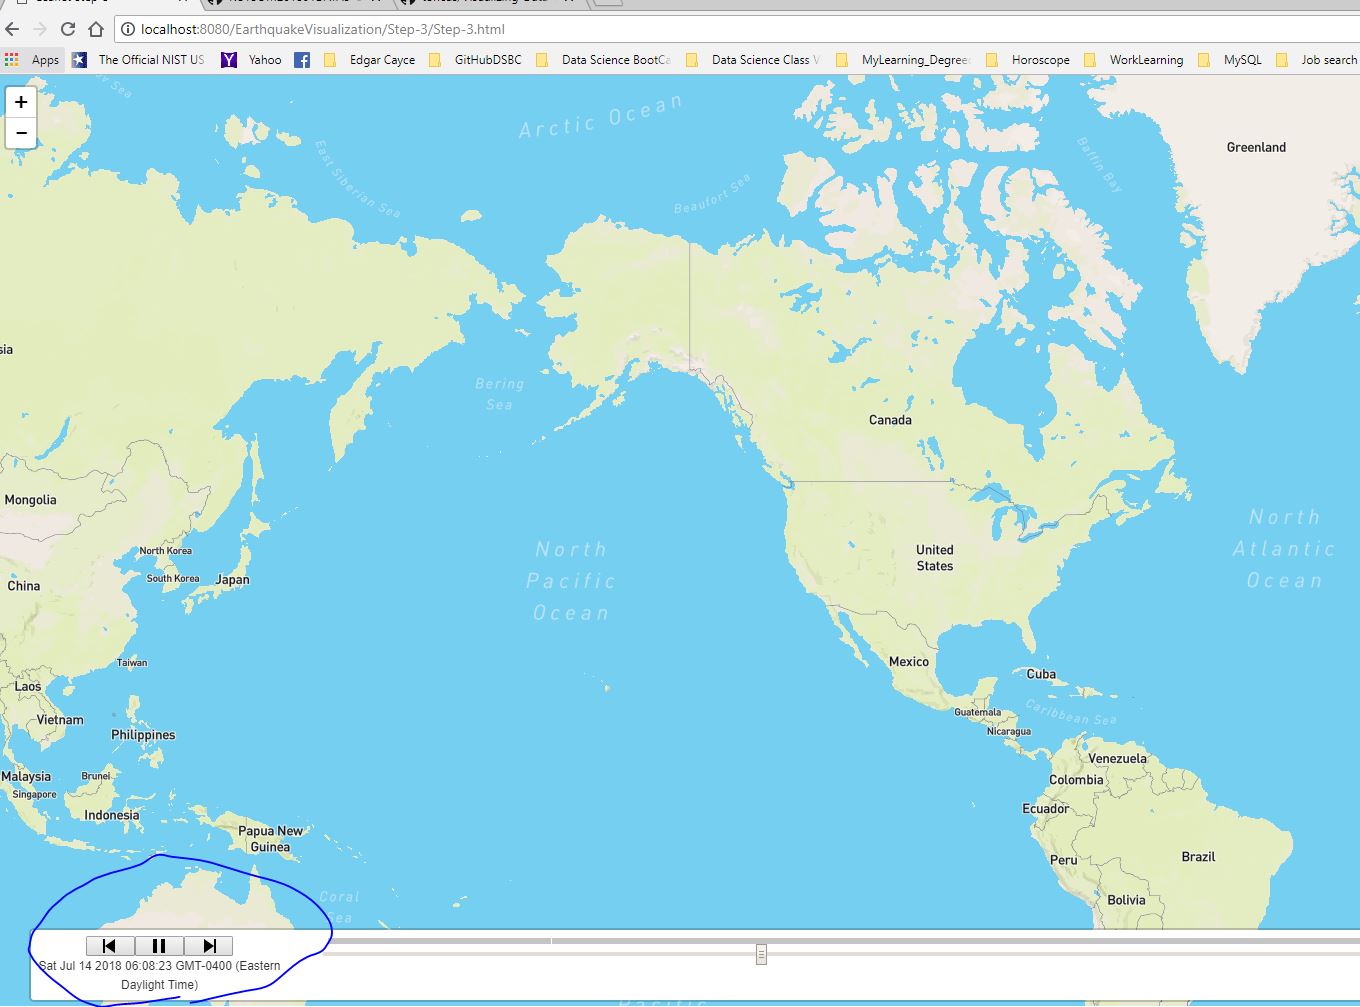 localhost:8080/EarthquakeVisualization/Step-3/Step-3.html
Apps The Official NIST US Yahoo Edgar Cayce GitHubDSBC Data Science BootCa Data Science Class V MyLearning_Degree Horoscope WorkLearning MySQL Job search
+
−
Arctic Ocean
East Siberian Sea
Beaufort Sea
Baffin Bay
Greenland
sia
Bering
Sea
Canada
Mongolia
North Korea
South Korea
Japan
China
North
Pacific
Ocean
United
States
North
Atlantic
Ocean
Taiwan
Mexico
Cuba
Laos
Vietnam
Philippines
Guatemala
Nicaragua
Caribbean Sea
Malaysia
Brunei
Singapore
Indonesia
Papua New
Guinea
Venezuela
Colombia
Ecuador
Peru
Brazil
Bolivia
Coral
Sea
Sat Jul 14 2018 06:08:23 GMT-0400 (Eastern
Daylight Time)
Pacific